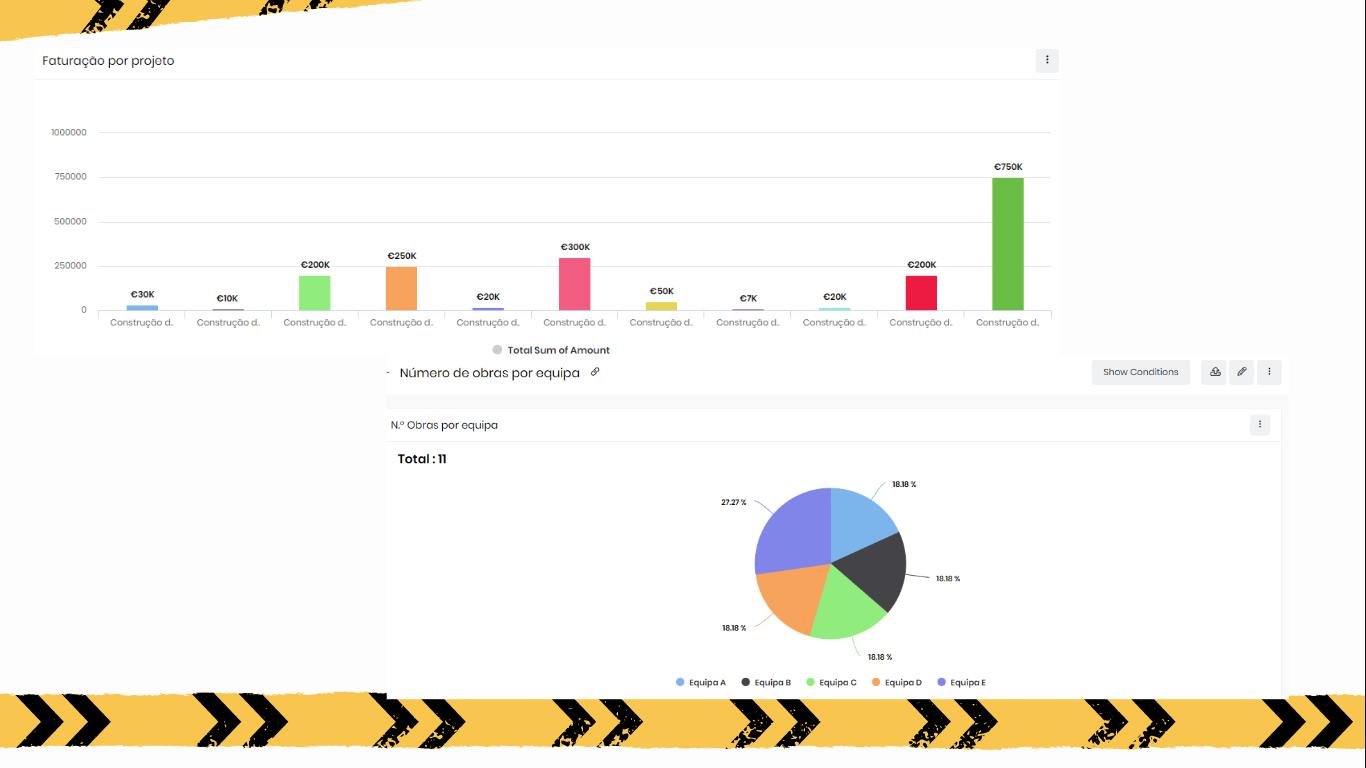 Faturação por projeto
1000000
750000
500000
250000
0
€30K
€10K
€200K
€250K
€20K
€300K
€50K
€7K
€20K
€200K
€750K
Construção d..
Construção d..
Construção d..
Construção d..
Construção d..
Construção d..
Construção d..
Construção d..
Construção d..
Construção d..
Construção d..
Total Sum of Amount
Número de obras por equipa
Show Conditions
N.º Obras por equipa
Total : 11
18.18 %
27.27 %
18.18 %
18.18 %
18.18 %
Equipa A
Equipa B
Equipa C
Equipa D
Equipa E